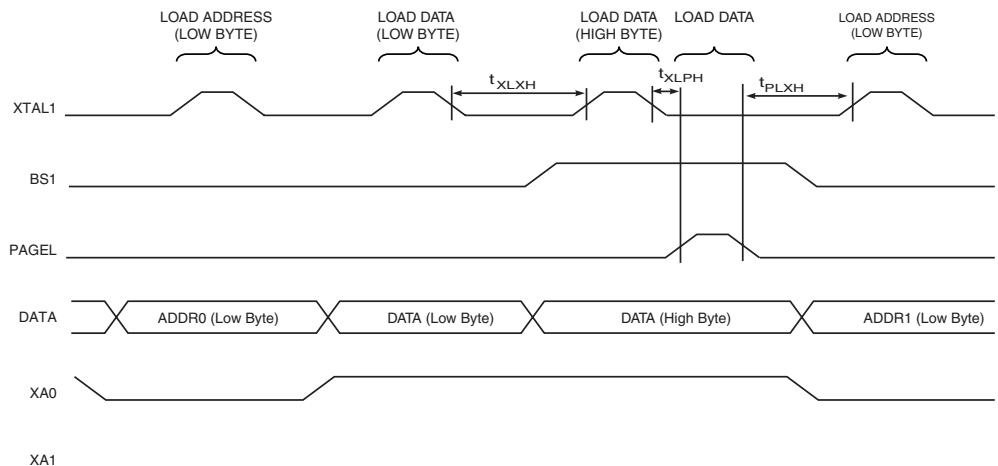 LOAD ADDRESS
(LOW BYTE)
LOAD DATA
(LOW BYTE)
LOAD DATA
(HIGH BYTE)
LOAD DATA
LOAD ADDRESS
(LOW BYTE)
tXLXH
tXLPH
tPLXH
XTAL1
BS1
PAGEL
DATA
ADDR0 (Low Byte)
DATA (Low Byte)
DATA (High Byte)
ADDR1 (Low Byte)
XA0
XA1